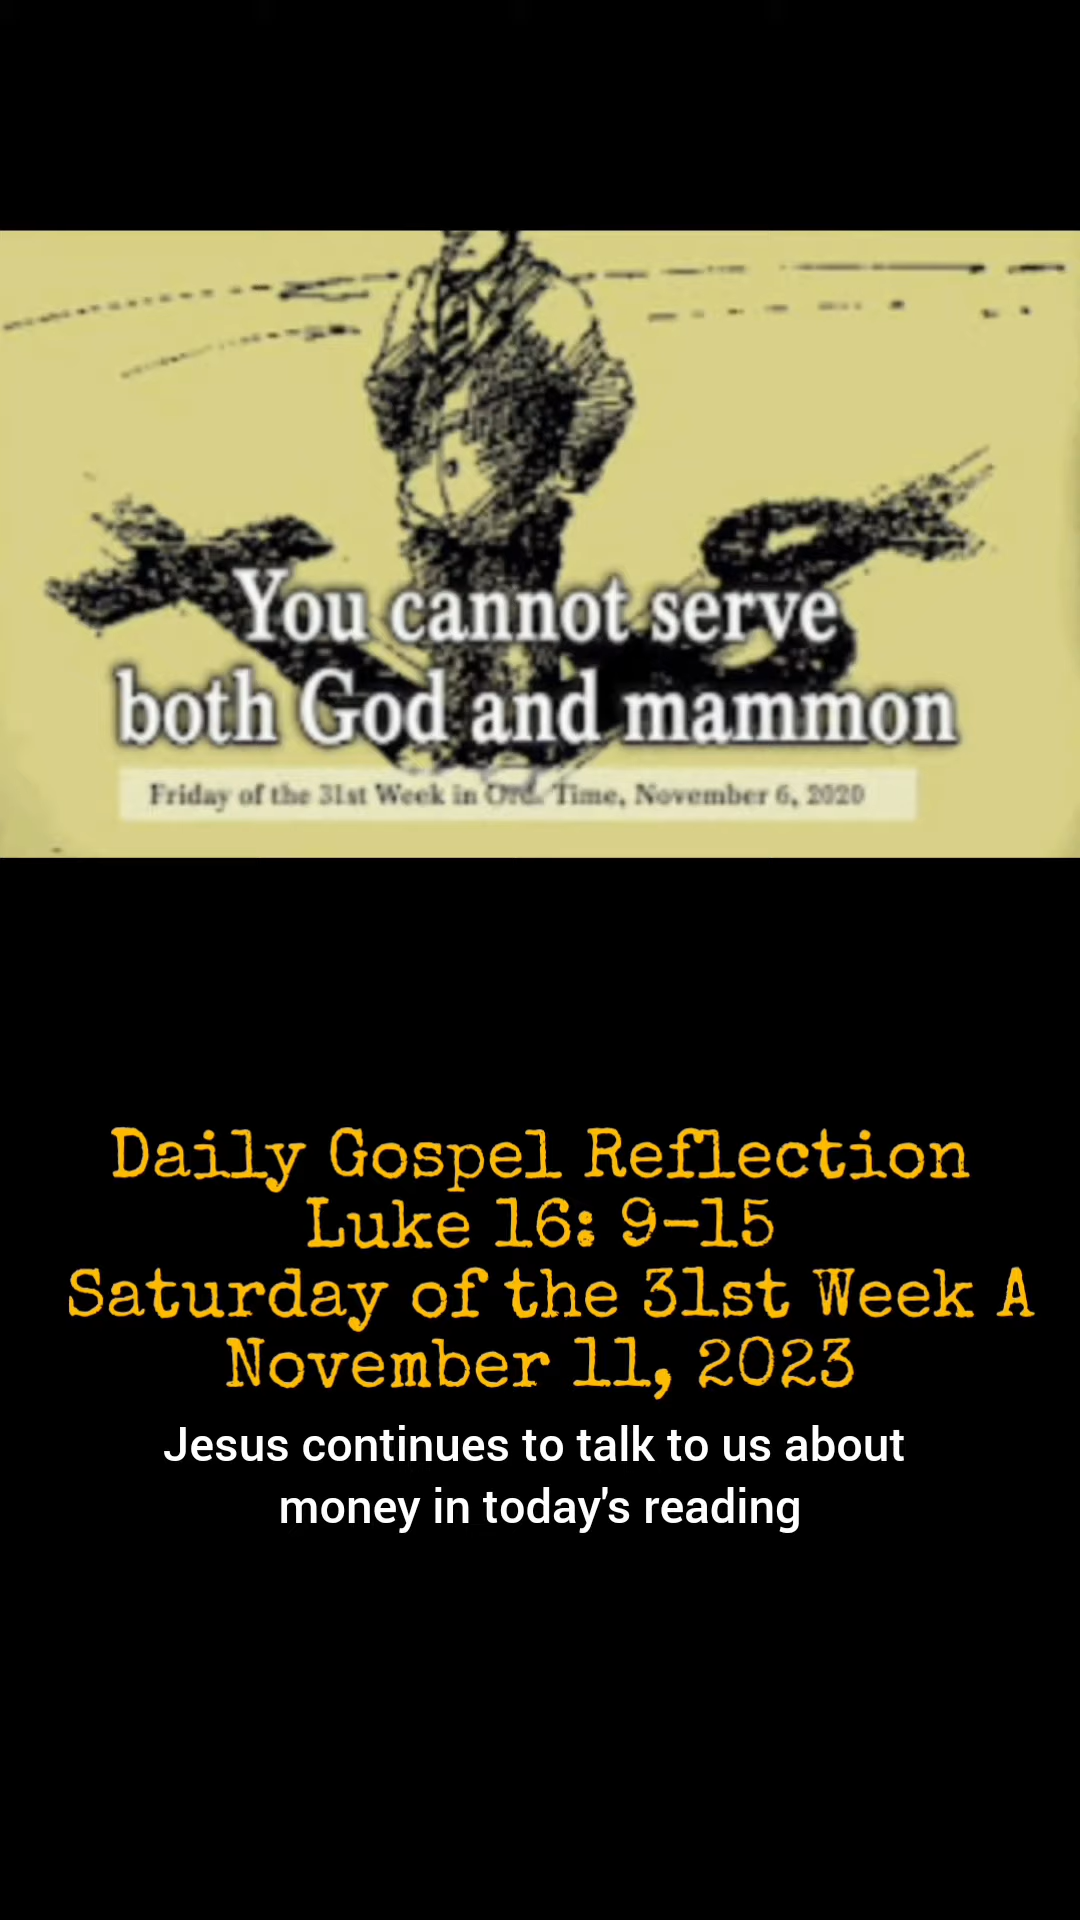 You cannot serve
both God and mammon
Friday of the 31st Week in Ord. Time, November 6, 2020
Daily Gospel Reflection
Luke 16: 9-15
Saturday of the 31st Week A
November 11, 2023
Jesus continues to talk to us about
money in today's reading